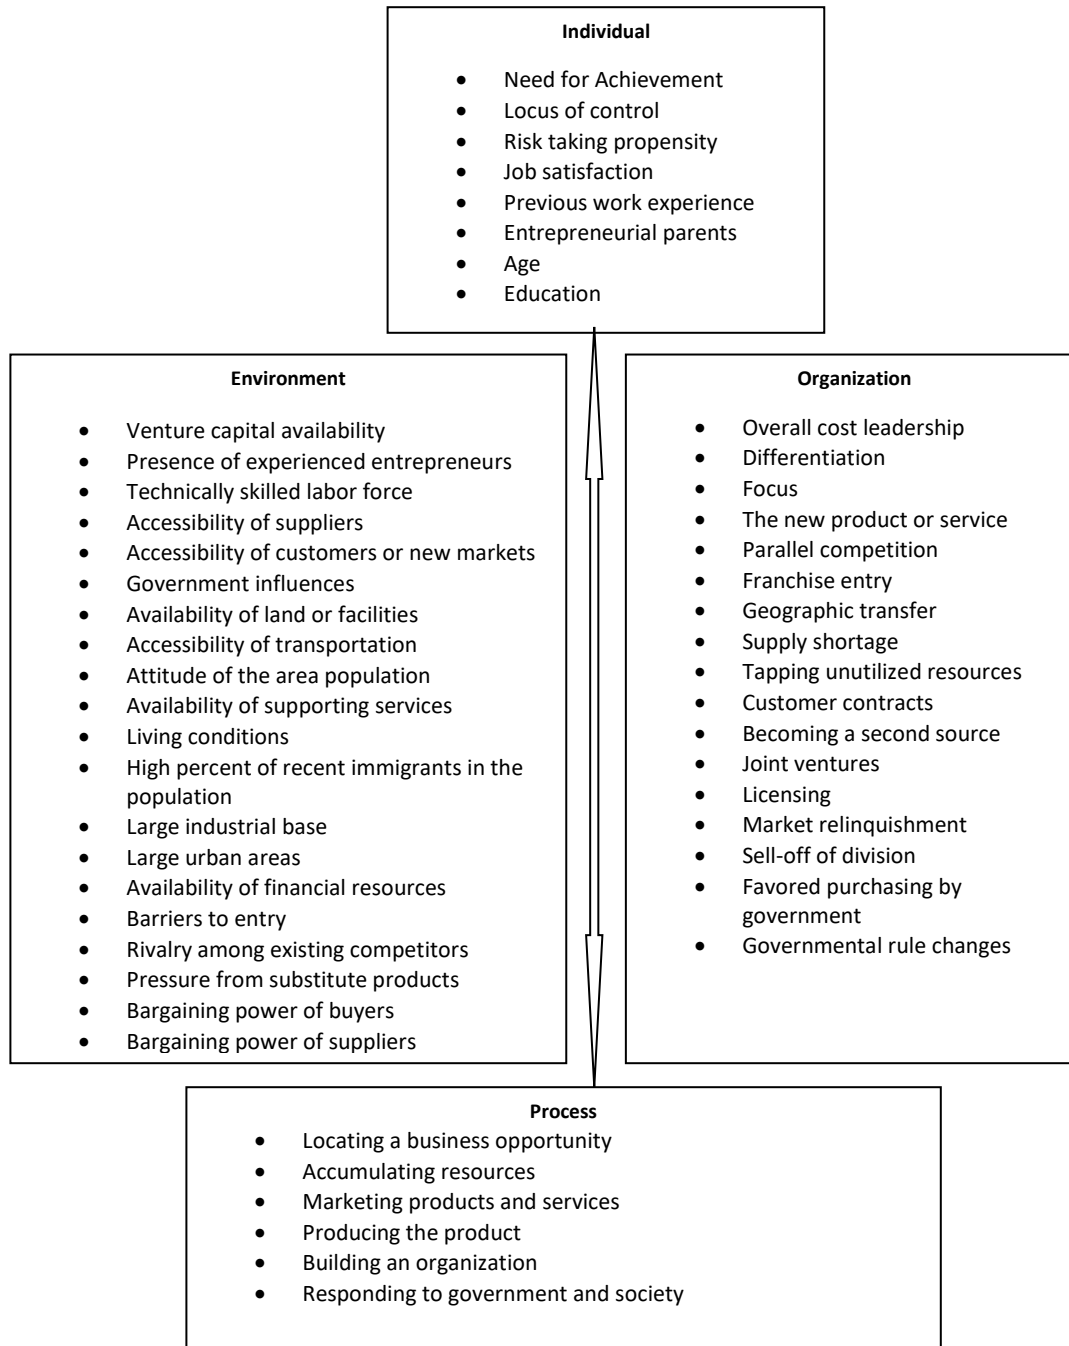 Individual
• Need for Achievement
• Locus of control
• Risk taking propensity
• Job satisfaction
• Previous work experience
• Entrepreneurial parents
• Age
• Education
Environment
• Venture capital availability
• Presence of experienced entrepreneurs
• Technically skilled labor force
• Accessibility of suppliers
• Accessibility of customers or new markets
• Government influences
• Availability of land or facilities
• Accessibility of transportation
• Attitude of the area population
• Availability of supporting services
• Living conditions
• High percent of recent immigrants in the
population
• Large industrial base
• Large urban areas
• Availability of financial resources
• Barriers to entry
• Rivalry among existing competitors
• Pressure from substitute products
• Bargaining power of buyers
• Bargaining power of suppliers
Organization
• Overall cost leadership
• Differentiation
• Focus
• The new product or service
• Parallel competition
• Franchise entry
• Geographic transfer
• Supply shortage
• Tapping unutilized resources
• Customer contracts
• Becoming a second source
• Joint ventures
• Licensing
• Market relinquishment
• Sell-off of division
• Favored purchasing by
government
• Governmental rule changes
Process
• Locating a business opportunity
• Accumulating resources
• Marketing products and services
• Producing the product
• Building an organization
• Responding to government and society